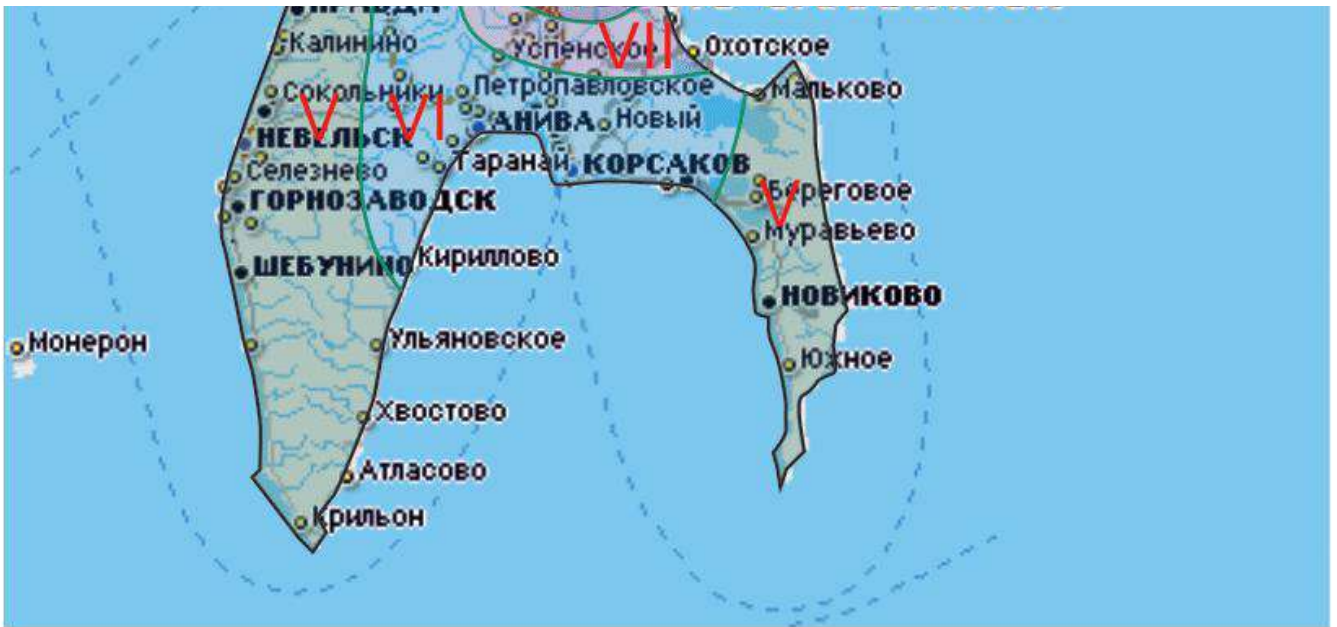 Калинино
Успенское
VII
Охотское
Сокольники
Петропавловское
Мальково
V
VI
АНИВА
Новый
НЕВЕЛЬСК
Таранай
КОРСАКОВ
Селезнево
Береговое
V
ГОРНОЗАВОДСК
Муравьево
Кириллово
ШЕБУНИНО
НОВИКОВО
Монерон
Ульяновское
Южное
Хвостово
Атласово
Крильон